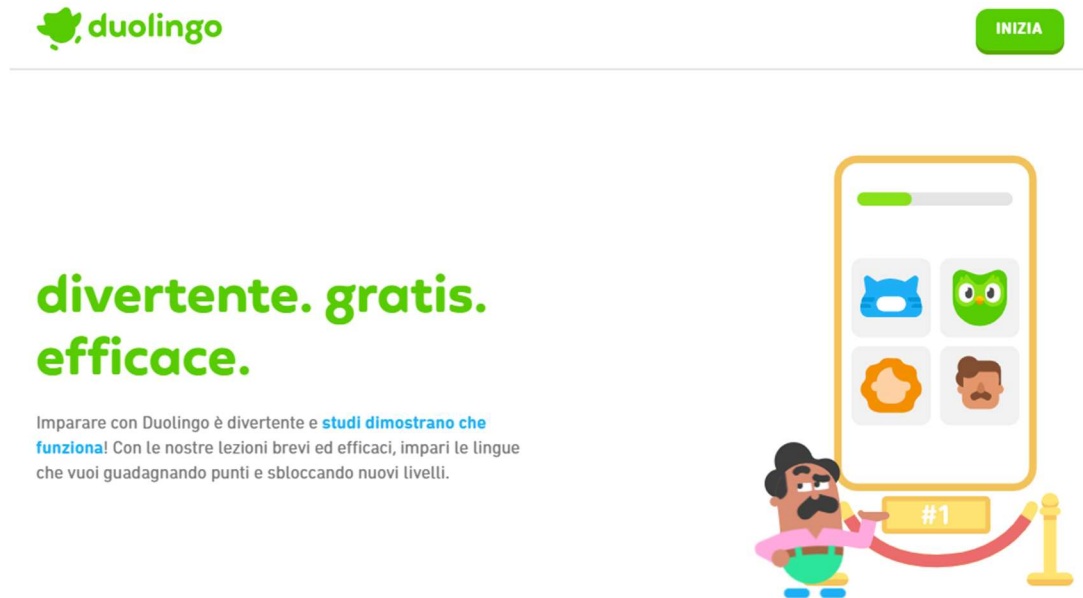 duolingo
INIZIA
divertente. gratis.
efficace.
Imparare con Duolingo è divertente e studi dimostrano che
funziona! Con le nostre lezioni brevi ed efficaci, impari le lingue
che vuoi guadagnando punti e sbloccando nuovi livelli.
#1